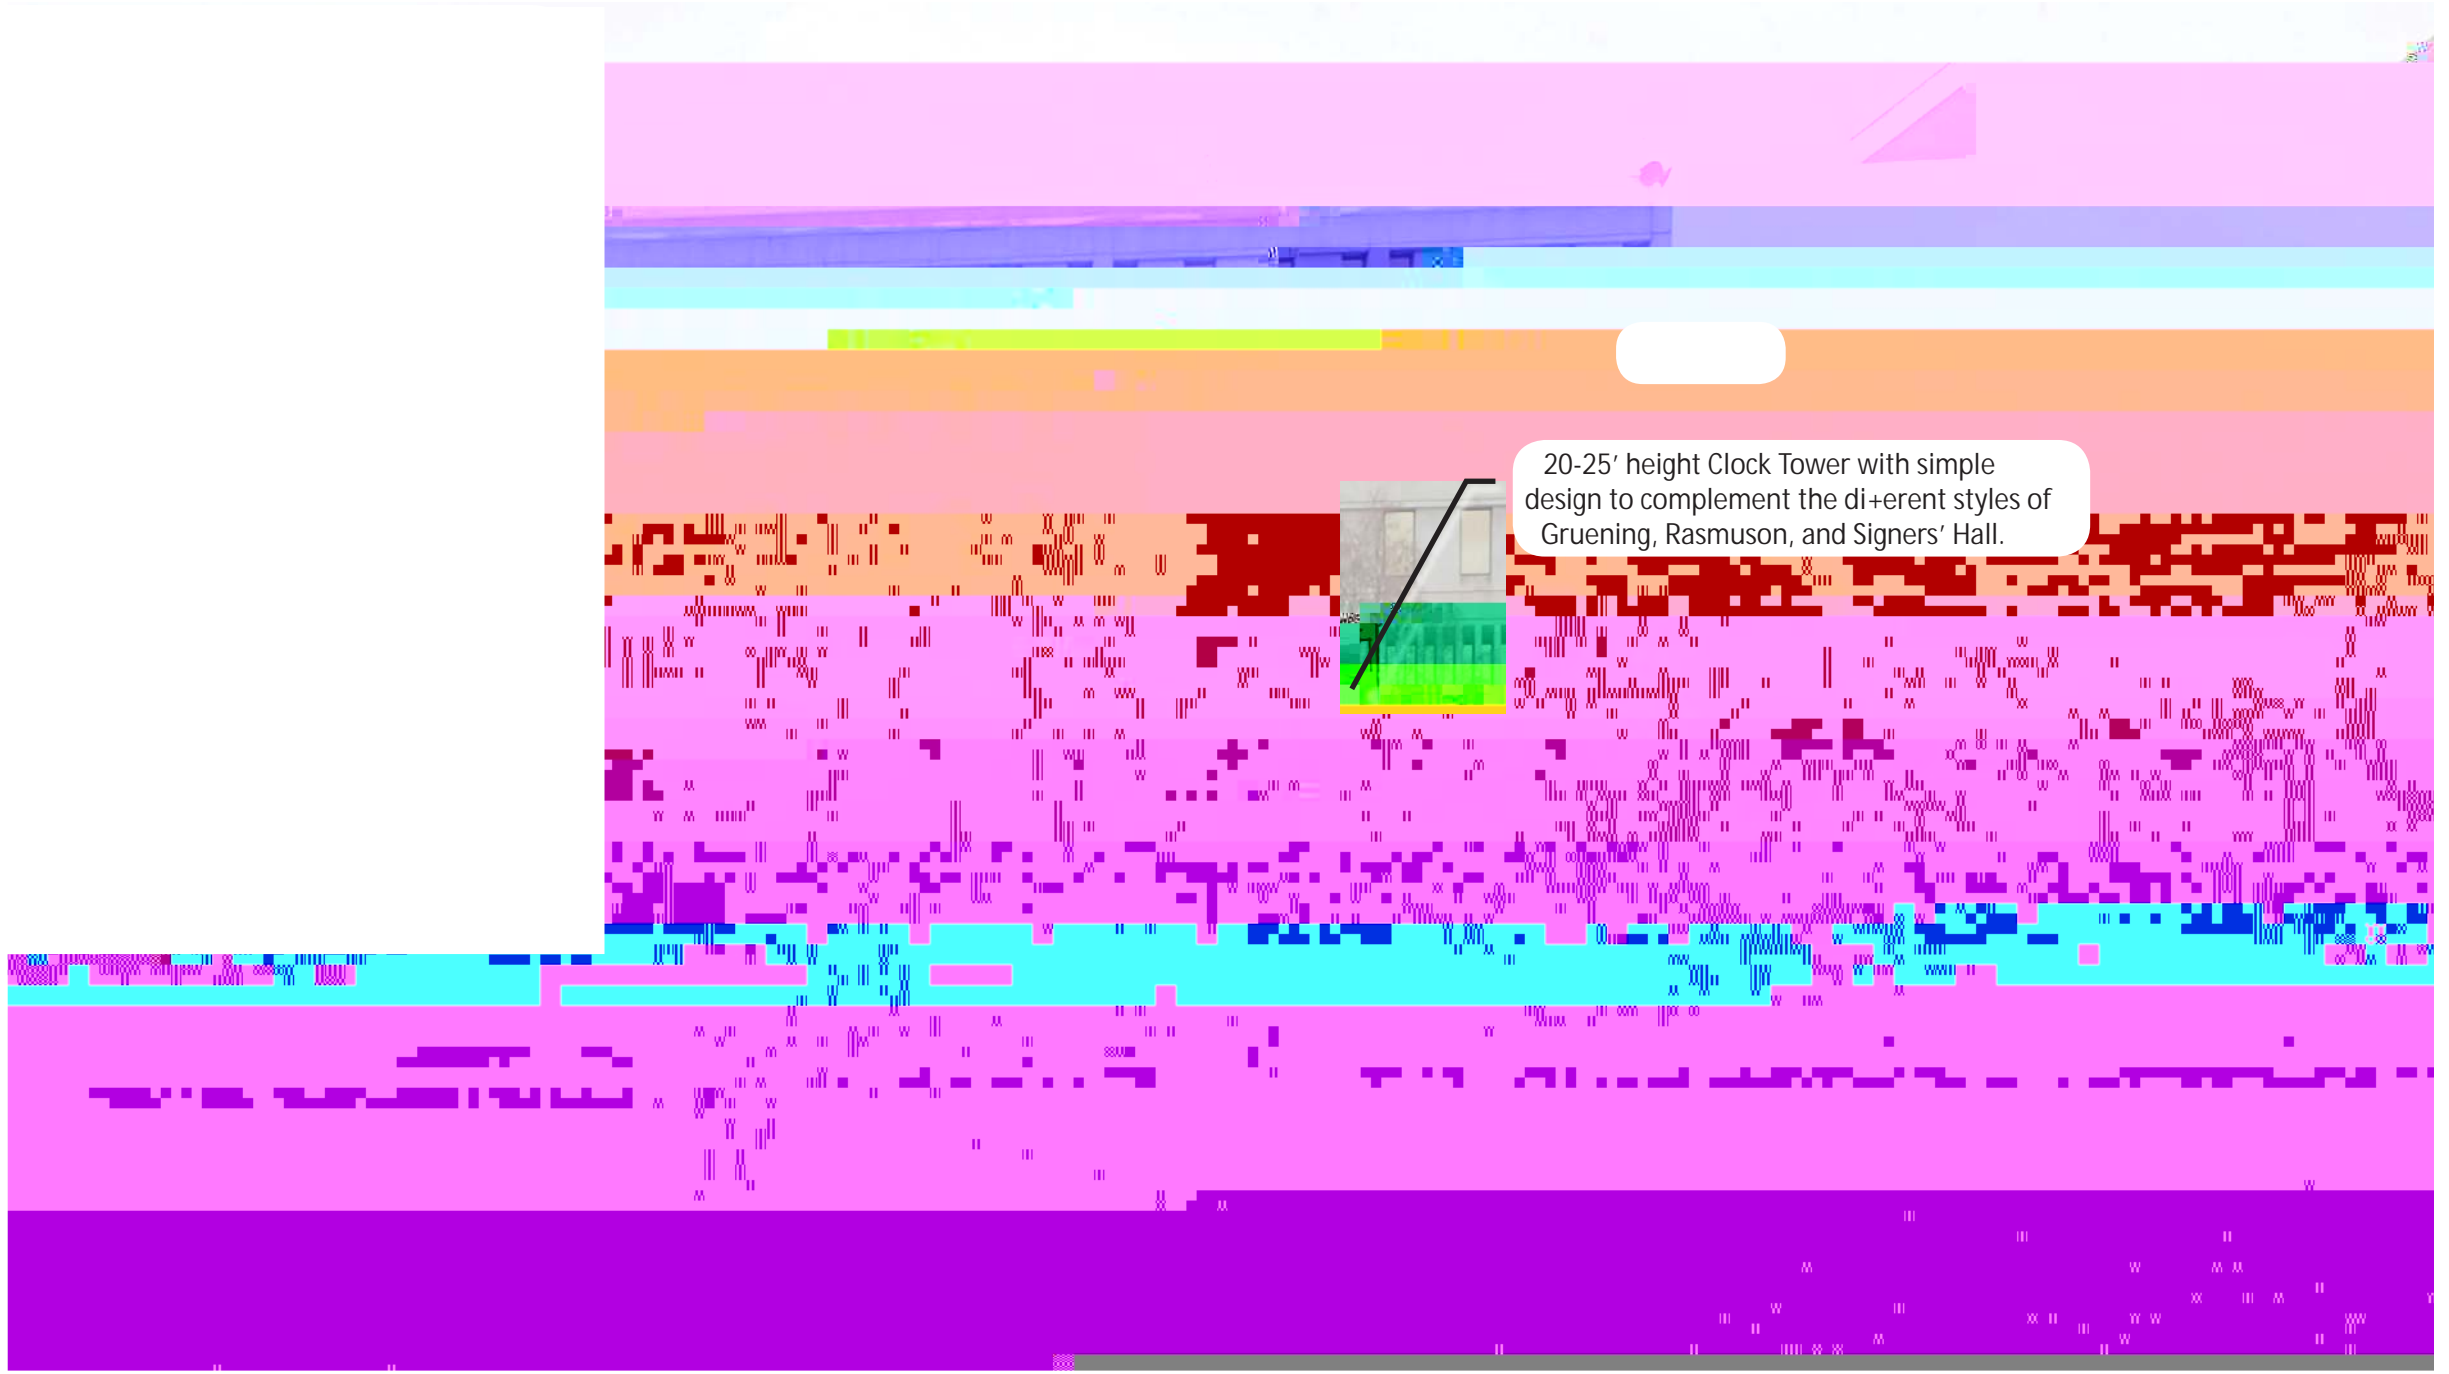 20-25’ height Clock Tower with simple
design to complement the di+erent styles of
Gruening, Rasmuson, and Signers’ Hall.